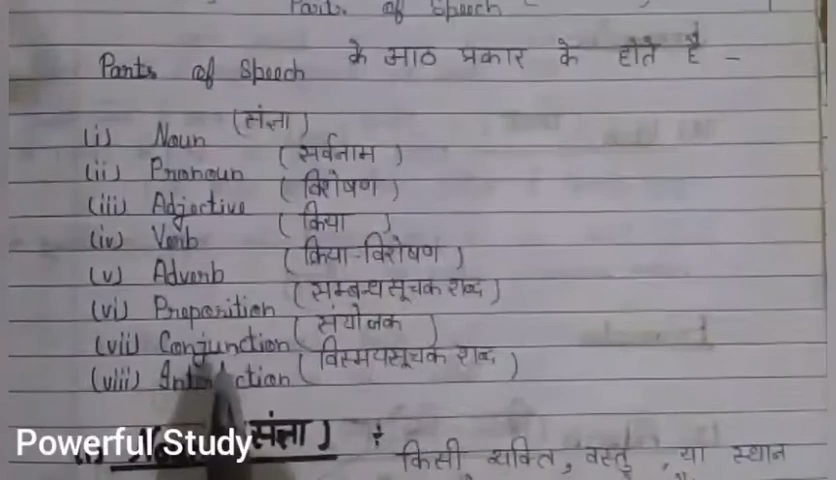 Parts of Speech
Parts of Speech के आठ प्रकार के होते है -
(i) Noun (संज्ञा)
(ii) Pronoun (सर्वनाम)
(iii) Adjective (विशेषण)
(iv) Verb (क्रिया)
(v) Adverb (क्रिया-विशेषण)
(vi) Preposition (सम्बन्धसूचक शब्द)
(vii) Conjunction (संयोजक)
(viii) Interjection (विस्मयसूचक शब्द)
संज्ञा) :
किसी व्यक्ति, वस्तु, या स्थान
Powerful Study